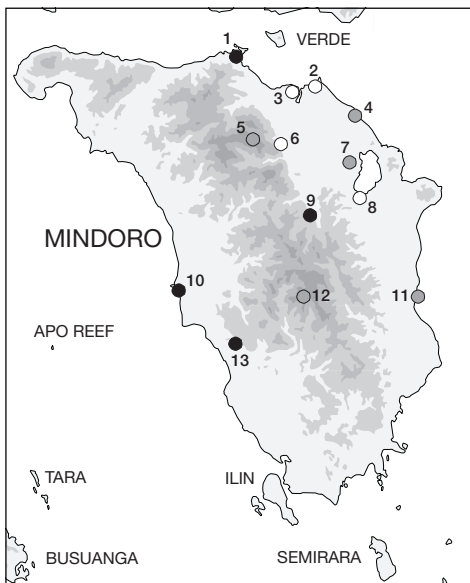 1
VERDE
2
3
4
5
6
7
8
9
MINDORO
10
11
12
APO REEF
13
TARA
ILIN
BUSUANGA
SEMIRARA